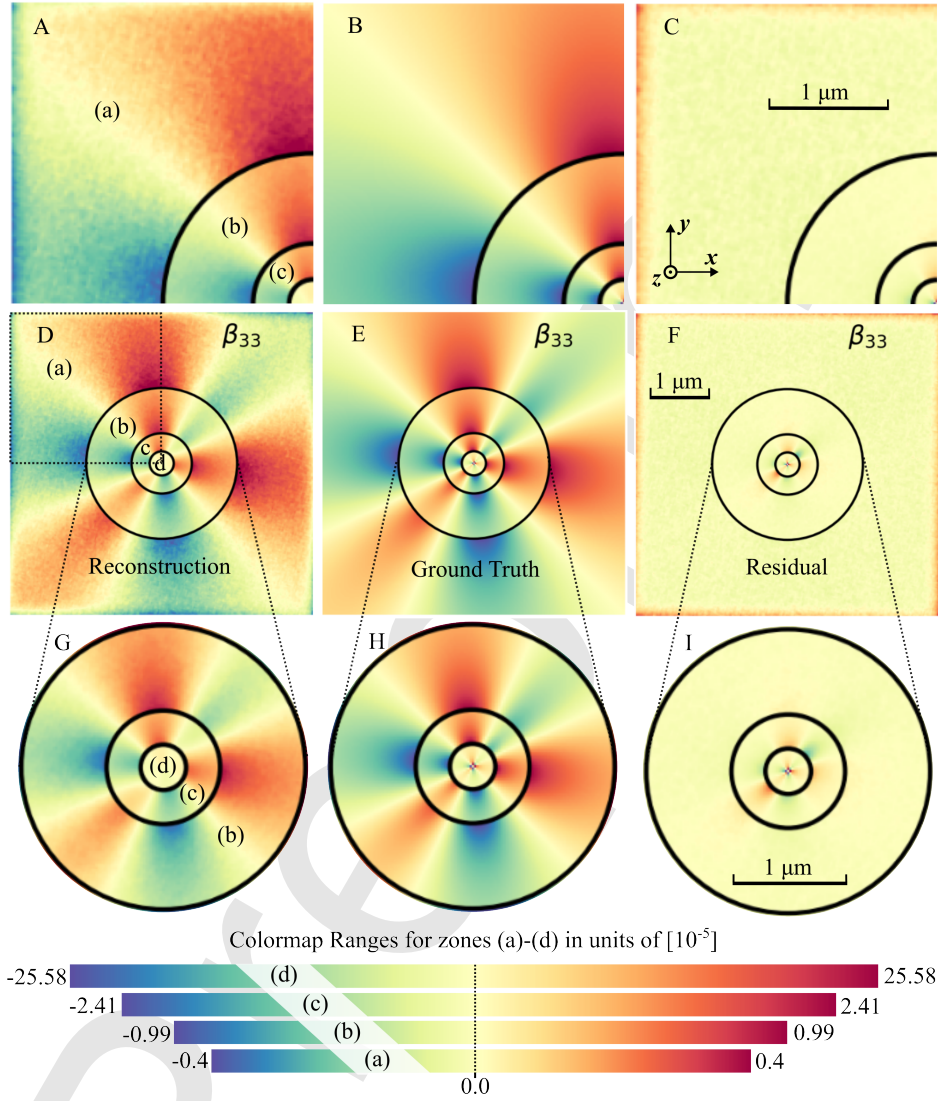 A
B
C
(a)
1 μm
(b)
(c)
y
x
z
D
β33
E
β33
F
β33
(a)
1 μm
(b)
c
d
Reconstruction
Ground Truth
Residual
G
H
I
(d)
(c)
(b)
1 μm
Colormap Ranges for zones (a)-(d) in units of [10-5]
-25.58 (d) 25.58
-2.41 (c) 2.41
-0.99 (b) 0.99
-0.4 (a) 0.4
0.0